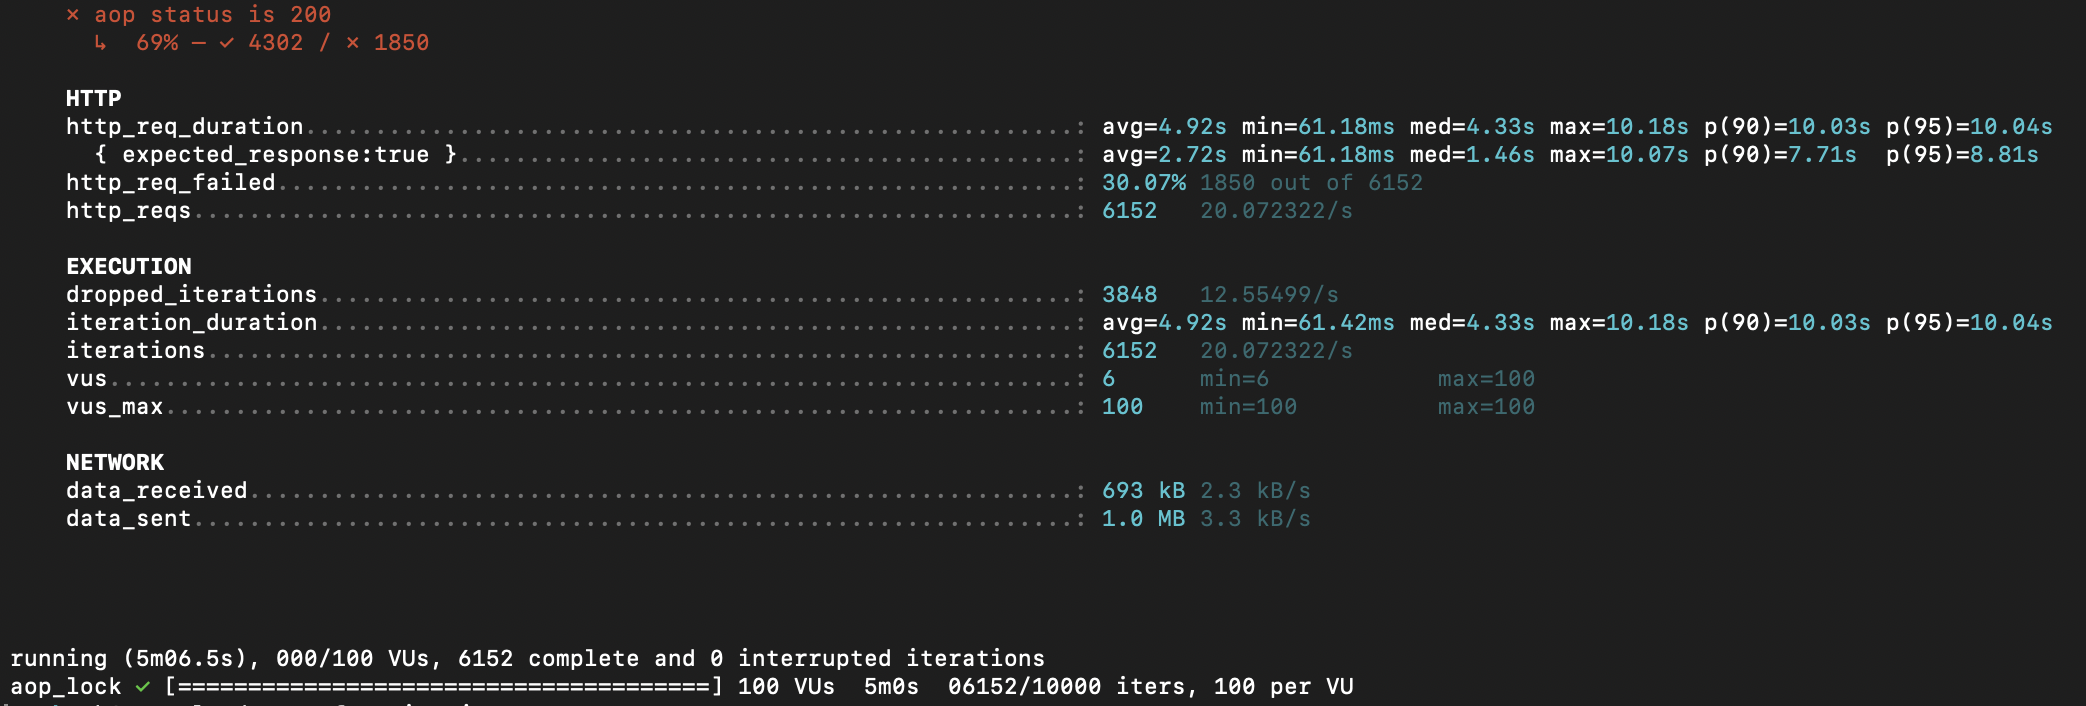 × aop status is 200
↳ 69% — ✓ 4302 / × 1850
HTTP
http_req_duration.......................................................: avg=4.92s min=61.18ms med=4.33s max=10.18s p(90)=10.03s p(95)=10.04s
{ expected_response:true }............................................: avg=2.72s min=61.18ms med=1.46s max=10.07s p(90)=7.71s p(95)=8.81s
http_req_failed.........................................................: 30.07% 1850 out of 6152
http_reqs...............................................................: 6152 20.072322/s
EXECUTION
dropped_iterations......................................................: 3848 12.55499/s
iteration_duration......................................................: avg=4.92s min=61.42ms med=4.33s max=10.18s p(90)=10.03s p(95)=10.04s
iterations..............................................................: 6152 20.072322/s
vus.....................................................................: 6 min=6 max=100
vus_max.................................................................: 100 min=100 max=100
NETWORK
data_received...........................................................: 693 kB 2.3 kB/s
data_sent...............................................................: 1.0 MB 3.3 kB/s
running (5m06.5s), 000/100 VUs, 6152 complete and 0 interrupted iterations
aop_lock ✓ [======================================] 100 VUs 5m0s 06152/10000 iters, 100 per VU